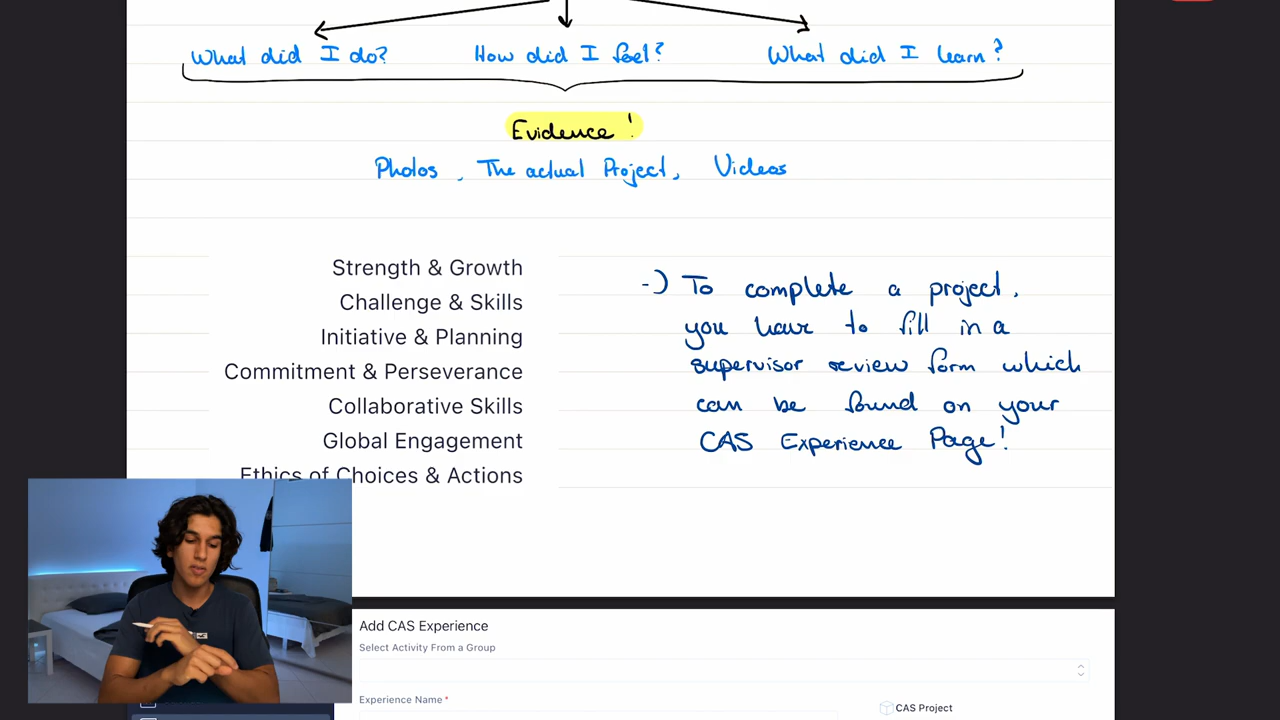 What did I do? How did I feel? What did I learn?
Evidence!
Photos, The actual Project, Videos
Strength & Growth
Challenge & Skills
Initiative & Planning
Commitment & Perseverance
Collaborative Skills
Global Engagement
Ethics of Choices & Actions
-) To complete a project,
you have to fill in a
supervisor review form which
can be found on your
CAS Experience Page!
Add CAS Experience
Select Activity From a Group
Experience Name *
CAS Project